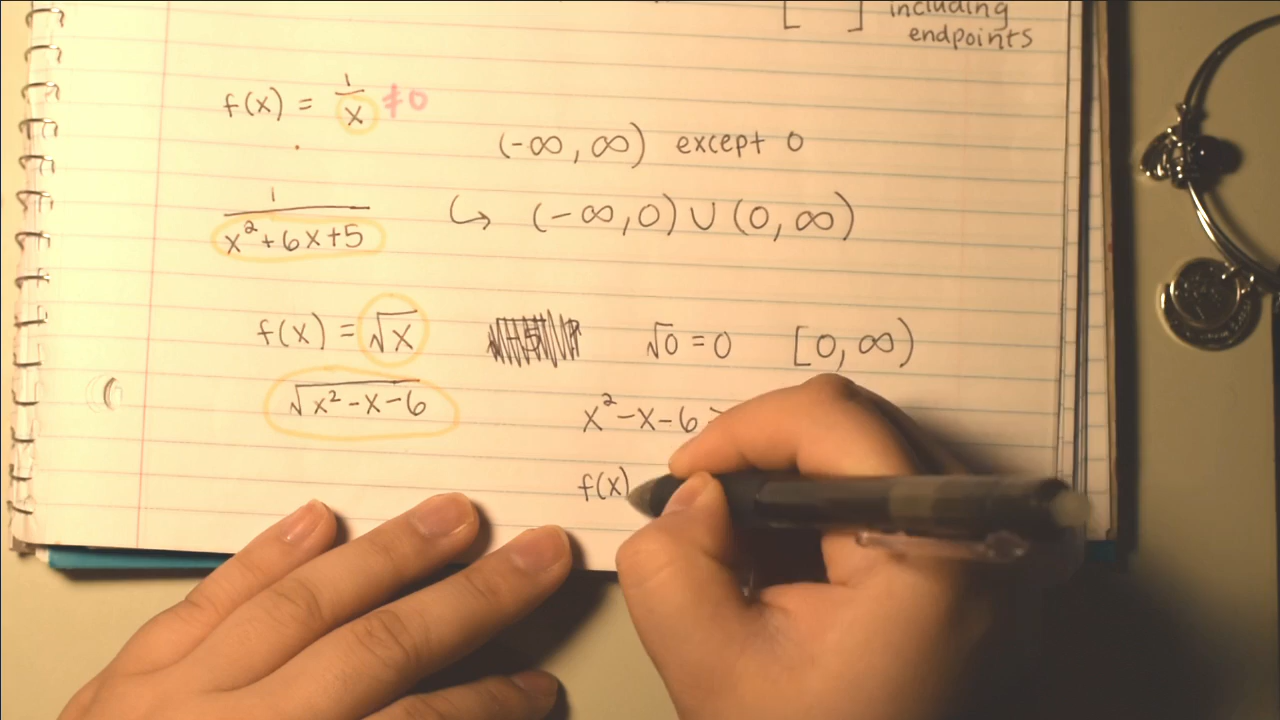 [ ] including
endpoints
f(x) = 1/x ≠0
(-∞, ∞) except 0
1/(x²+6x+5) ↪ (-∞,0) ∪ (0,∞)
f(x) = √x √0 = 0 [0,∞)
√(x²-x-6) x²-x-6
f(x)